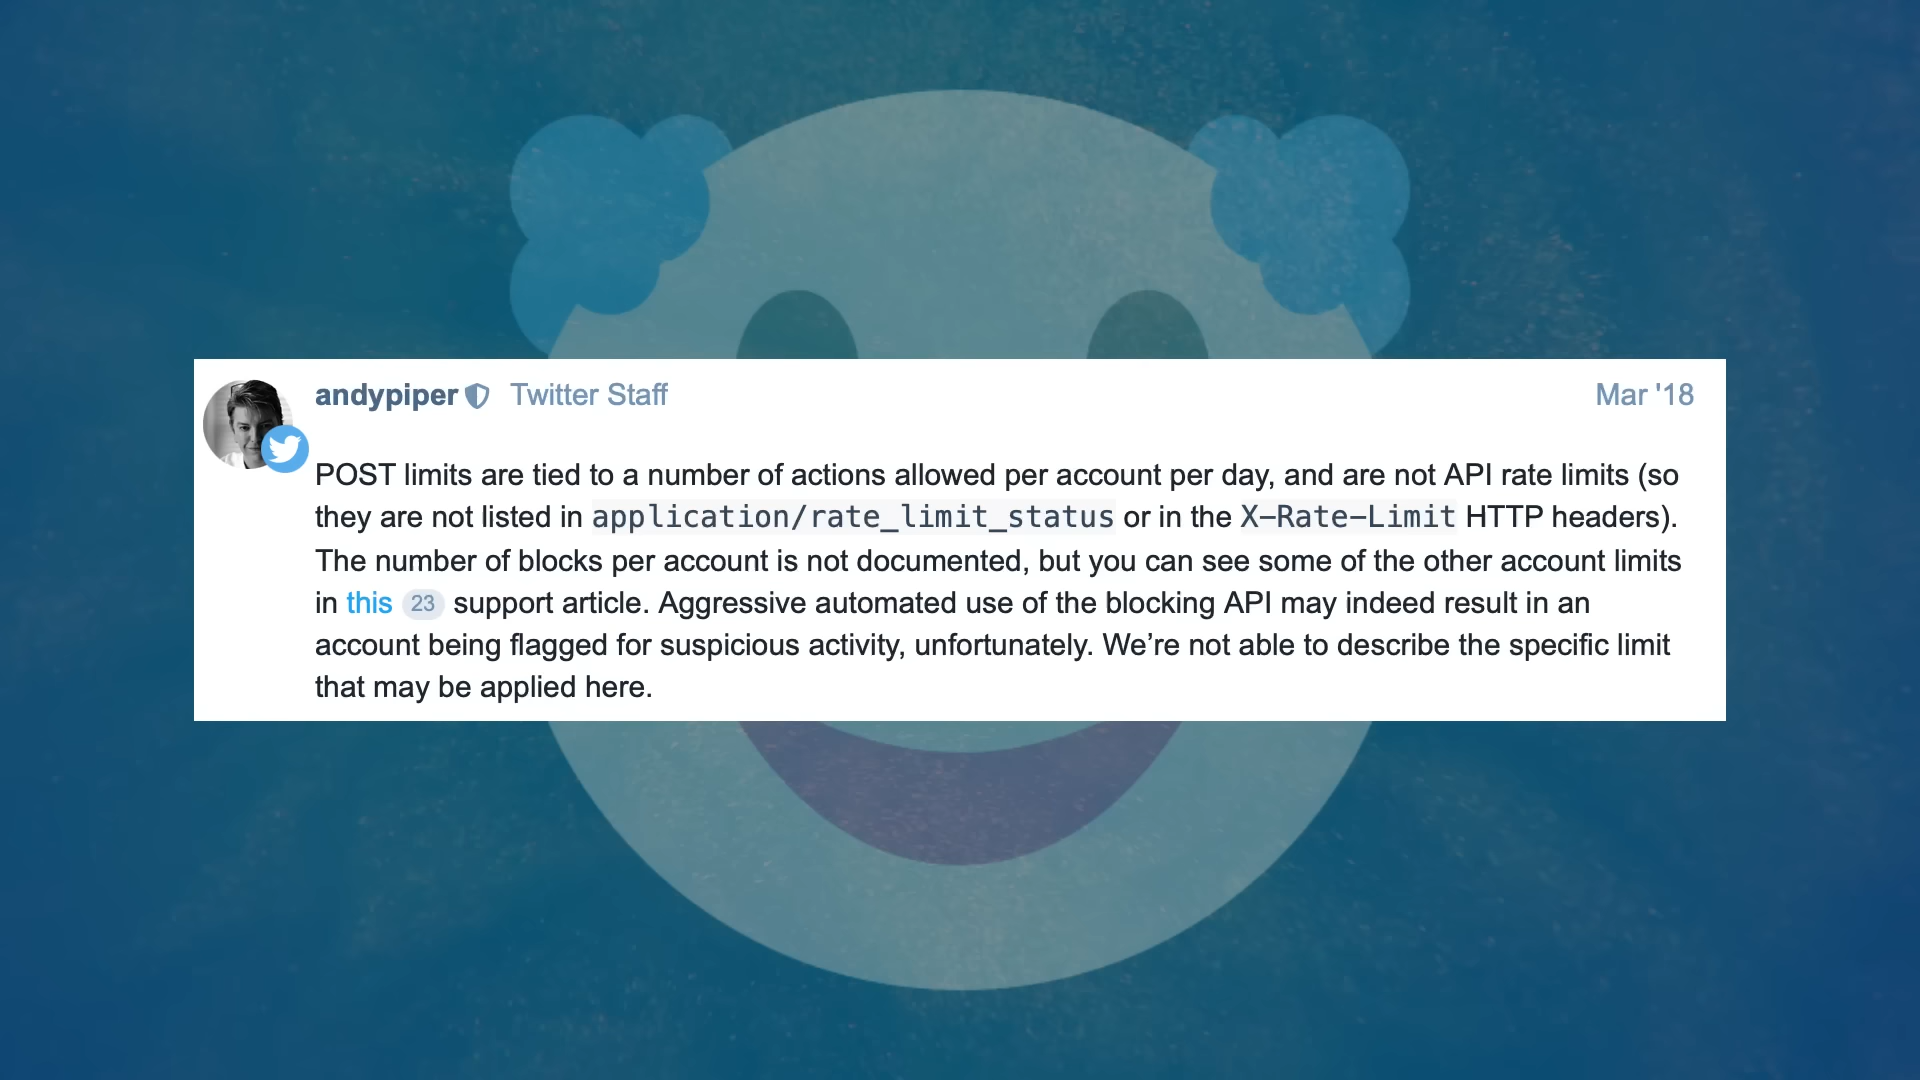 andypiper Twitter Staff Mar '18
POST limits are tied to a number of actions allowed per account per day, and are not API rate limits (so
they are not listed in application/rate_limit_status or in the X-Rate-Limit HTTP headers).
The number of blocks per account is not documented, but you can see some of the other account limits
in this 23 support article. Aggressive automated use of the blocking API may indeed result in an
account being flagged for suspicious activity, unfortunately. We’re not able to describe the specific limit
that may be applied here.